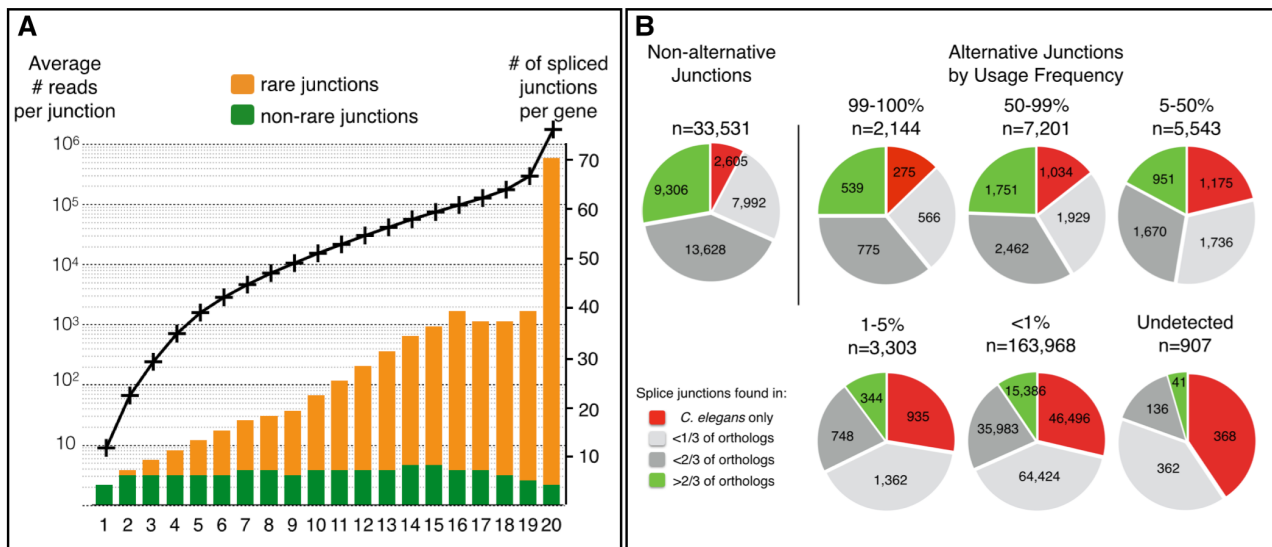 A
Average
# reads
per junction
rare junctions
non-rare junctions
# of spliced
junctions
per gene
10⁶
10⁵
10⁴
10³
10²
10
70
60
50
40
30
20
10
1 2 3 4 5 6 7 8 9 10 11 12 13 14 15 16 17 18 19 20
B
Non-alternative
Junctions
n=33,531
2,605
7,992
13,628
9,306
Alternative Junctions
by Usage Frequency
99-100%
n=2,144
275
566
775
539
50-99%
n=7,201
1,034
1,929
2,462
1,751
5-50%
n=5,543
1,175
1,736
1,670
951
1-5%
n=3,303
935
1,362
748
344
<1%
n=163,968
46,496
64,424
35,983
15,386
Undetected
n=907
368
362
136
41
Splice junctions found in:
C. elegans only
<1/3 of orthologs
<2/3 of orthologs
>2/3 of orthologs